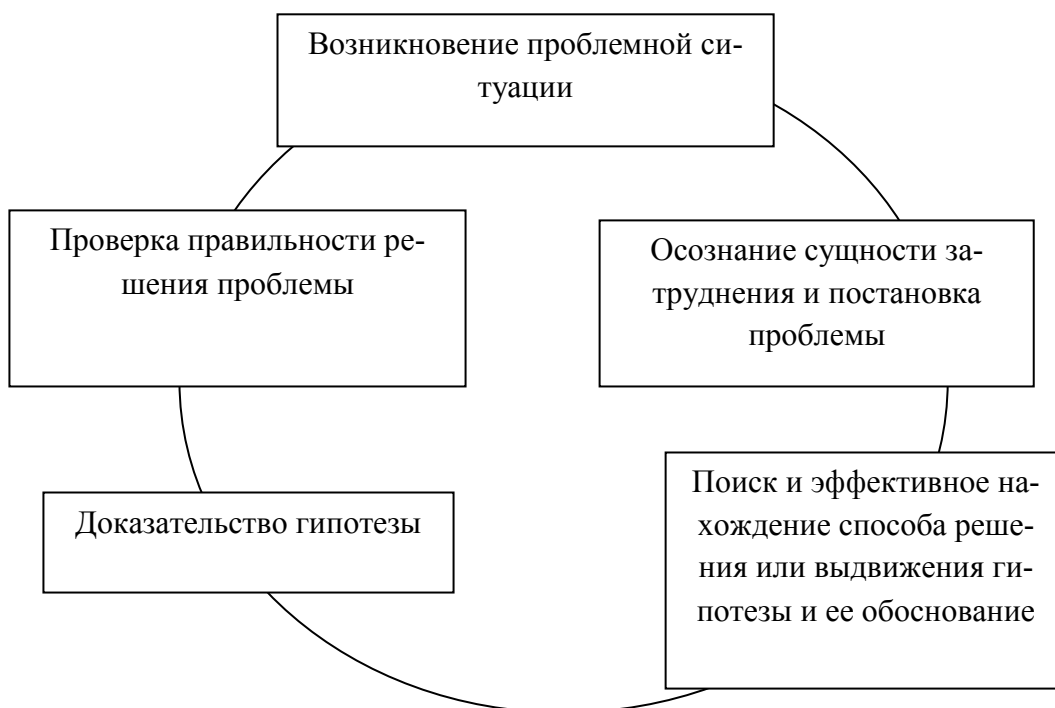 Возникновение проблемной си-
туации
Осознание сущности за-
труднения и постановка
проблемы
Поиск и эффективное на-
хождение способа реше-
ния или выдвижения ги-
потезы и ее обоснование
Доказательство гипотезы
Проверка правильности ре-
шения проблемы